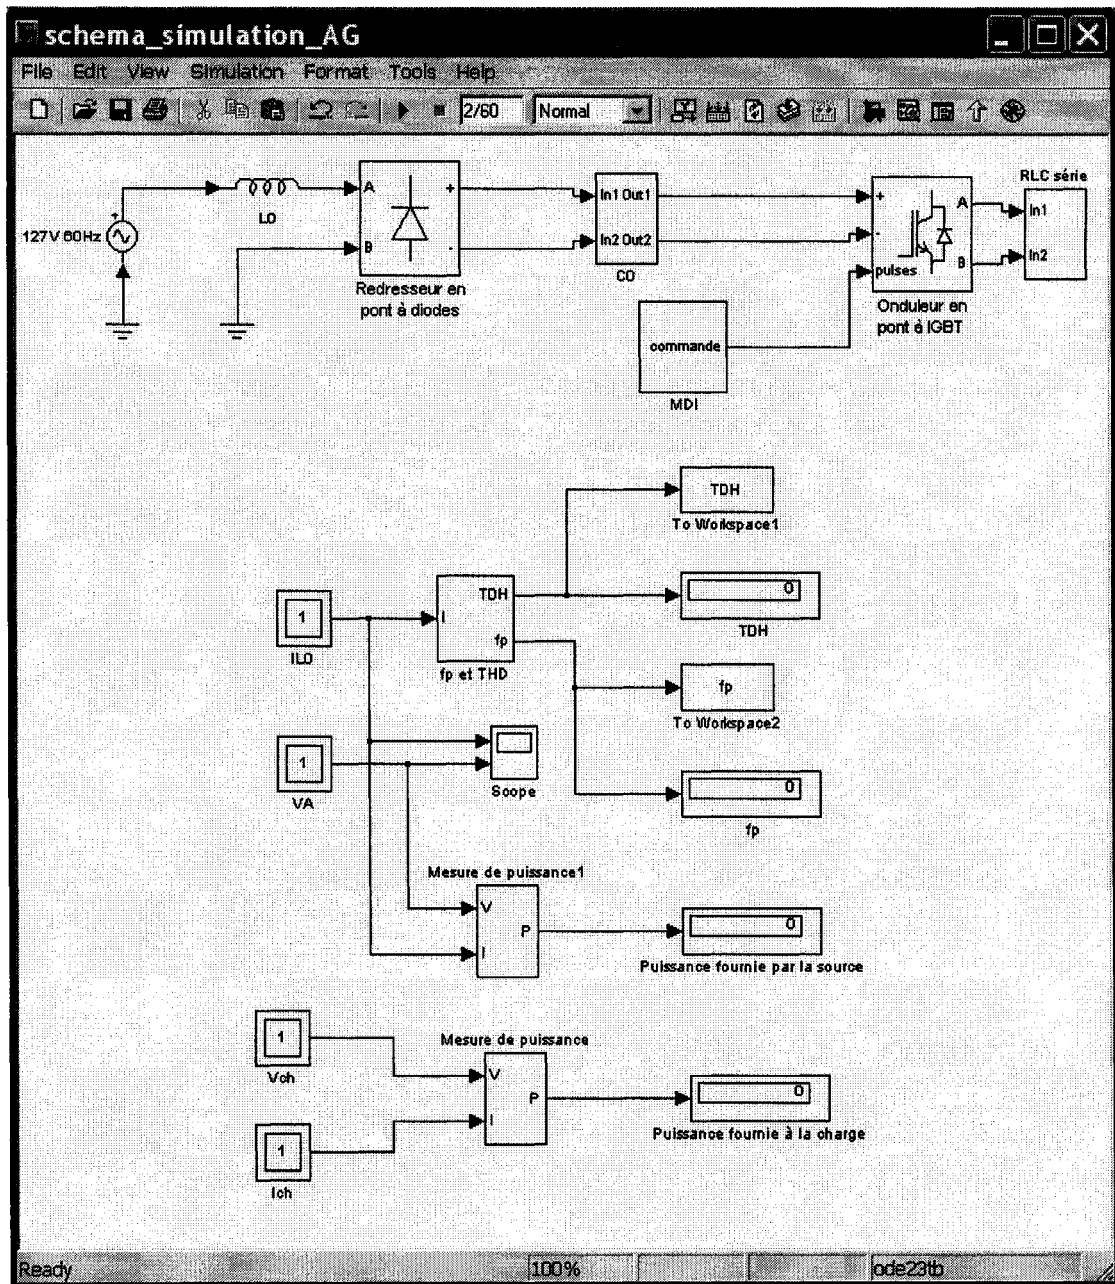 schema_simulation_AG
File Edit View Simulation Format Tools Help
2/60 Normal
RLC série
L0
A
B
+
-
In1 Out1
In2 Out2
C0
+
-
pulses
A
B
In1
In2
127V 60Hz
Redresseur en
pont à diodes
Onduleur en
pont à IGBT
commande
MDI
TDH
To Workspace1
1
IL0
I
TDH
fp
fp et THD
0
TDH
fp
To Workspace2
1
VA
Scope
0
fp
Mesure de puissance1
V
I
P
0
Puissance fournie par la source
1
Vch
Mesure de puissance
V
I
P
0
Puissance fournie à la charge
1
Ich
Ready 100% ode23tb